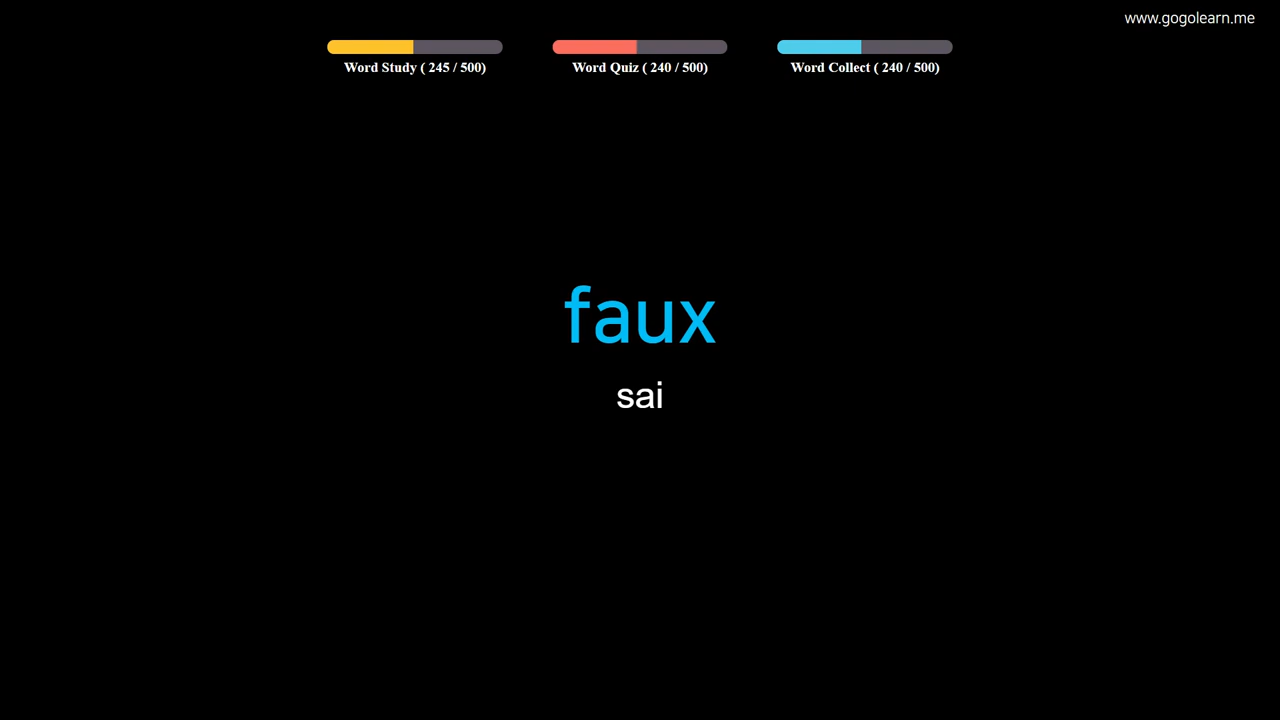 www.gogolearn.me
Word Study ( 245 / 500)
Word Quiz ( 240 / 500)
Word Collect ( 240 / 500)
faux
sai